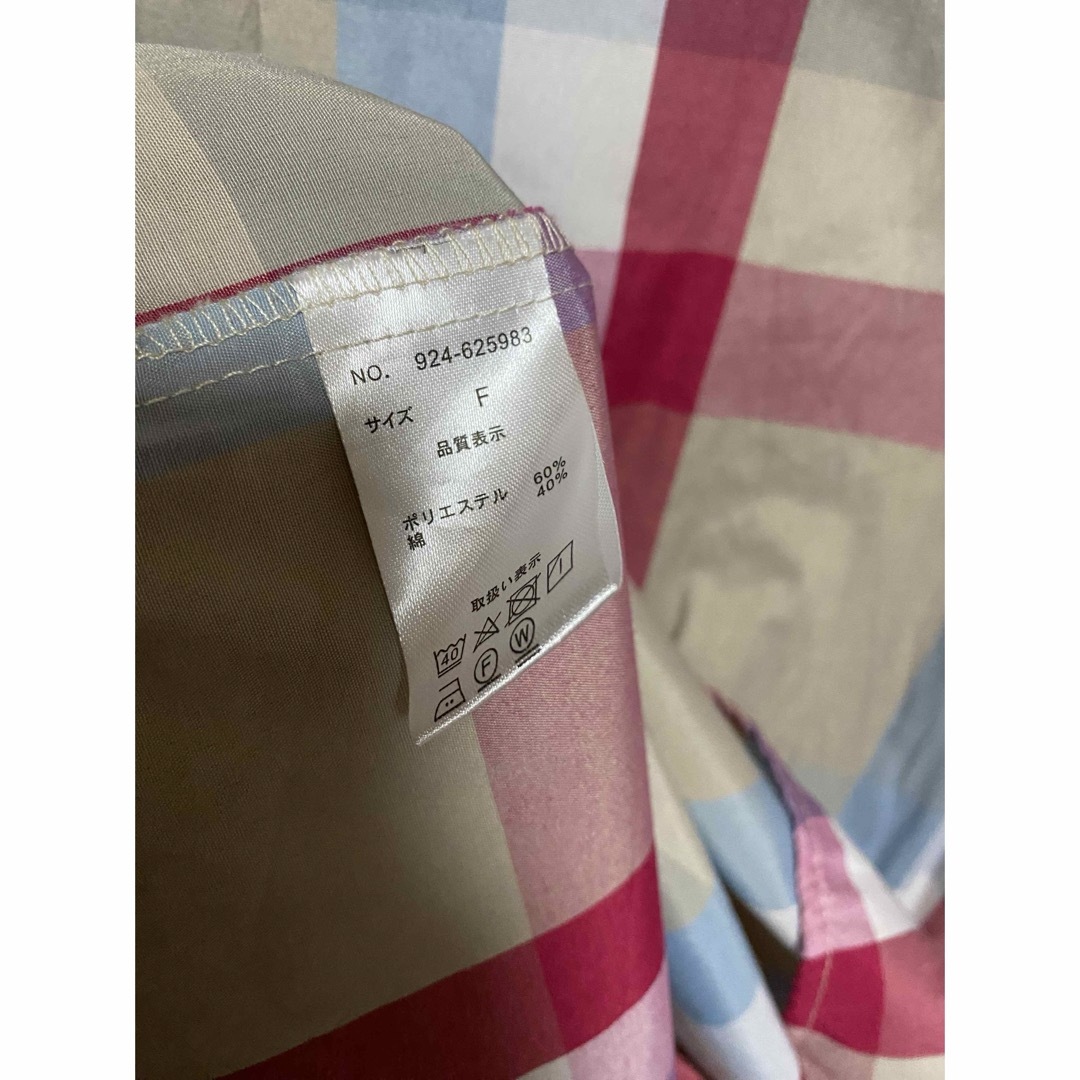 NO. 924-625983
サイズ F
品質表示
ポリエステル 60%
綿 40%
取扱い表示
40
F W